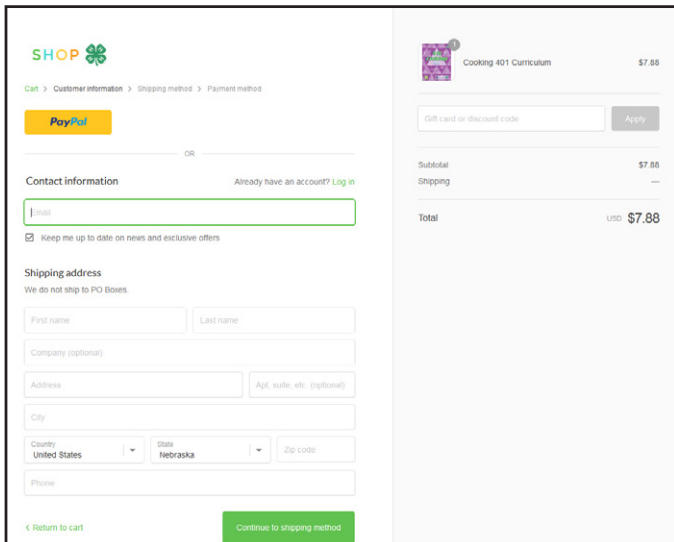 SHOP
Cart > Customer information > Shipping method > Payment method
PayPal
OR
Contact information Already have an account? Log in
Email
Keep me up to date on news and exclusive offers
Shipping address
We do not ship to PO Boxes.
First name Last name
Company (optional)
Address Apt, suite, etc. (optional)
City
Country State
United States Nebraska Zip code
Phone
< Return to cart Continue to shipping method
1
Cooking 401 Curriculum $7.88
Gift card or discount code Apply
Subtotal $7.88
Shipping —
Total USD $7.88